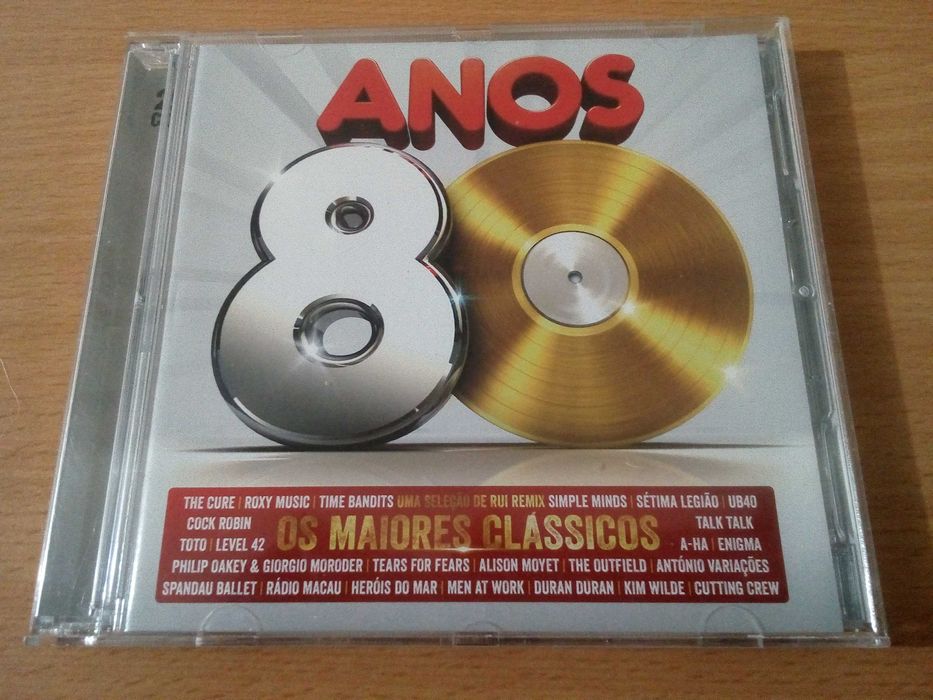 ANOS
80
THE CURE | ROXY MUSIC | TIME BANDITS UMA SELEÇÃO DE RUI REMIX SIMPLE MINDS | SÉTIMA LEGIÃO | UB40
COCK ROBIN OS MAIORES CLÁSSICOS TALK TALK
TOTO | LEVEL 42 A-HA | ENIGMA
PHILIP OAKEY & GIORGIO MORODER | TEARS FOR FEARS | ALISON MOYET | THE OUTFIELD | ANTÓNIO VARIAÇÕES
SPANDAU BALLET | RÁDIO MACAU | HERÓIS DO MAR | MEN AT WORK | DURAN DURAN | KIM WILDE | CUTTING CREW